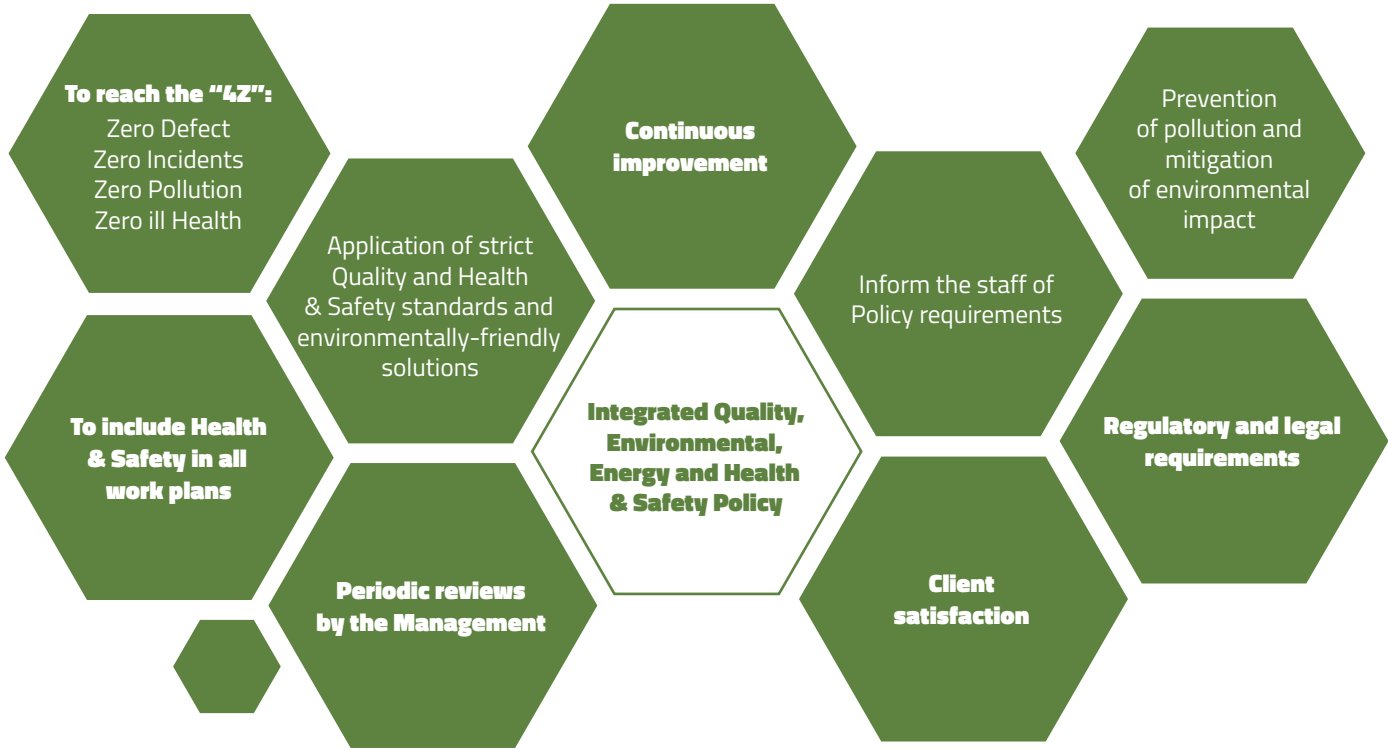 To reach the “4Z”:
Zero Defect
Zero Incidents
Zero Pollution
Zero ill Health
Application of strict
Quality and Health
& Safety standards and
environmentally-friendly
solutions
Continuous
improvement
Inform the staff of
Policy requirements
Prevention
of pollution and
mitigation
of environmental
impact
To include Health
& Safety in all
work plans
Integrated Quality,
Environmental,
Energy and Health
& Safety Policy
Regulatory and legal
requirements
Periodic reviews
by the Management
Client
satisfaction